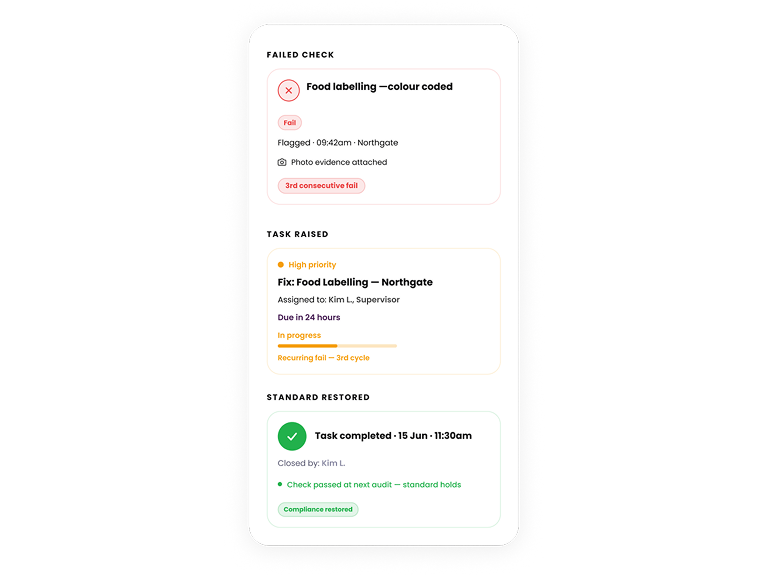 FAILED CHECK
Food labelling —colour coded
Fail
Flagged · 09:42am · Northgate
Photo evidence attached
3rd consecutive fail
TASK RAISED
High priority
Fix: Food Labelling — Northgate
Assigned to: Kim L., Supervisor
Due in 24 hours
In progress
Recurring fail — 3rd cycle
STANDARD RESTORED
Task completed · 15 Jun · 11:30am
Closed by: Kim L.
Check passed at next audit — standard holds
Compliance restored